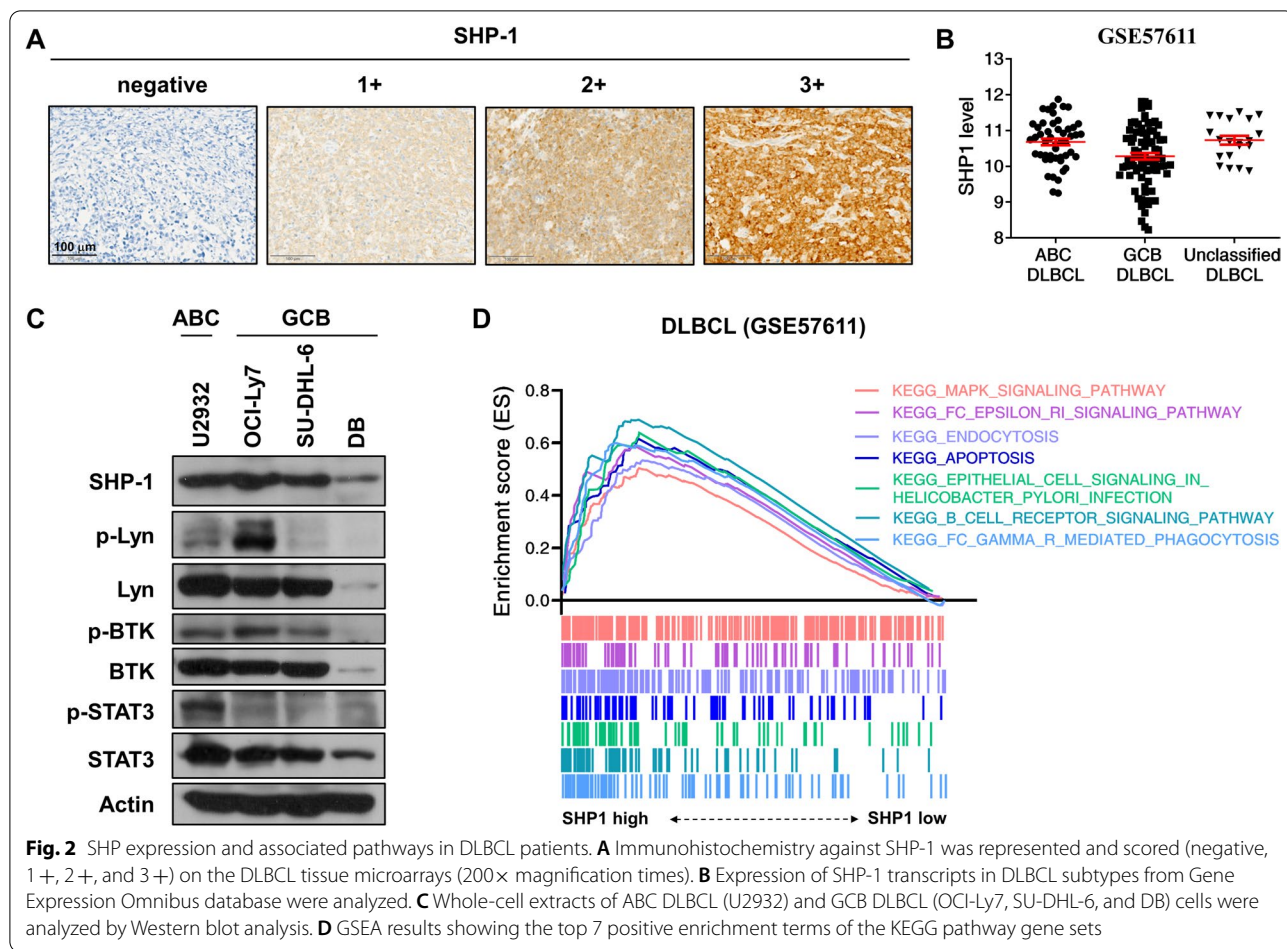 A
SHP-1
negative 1+ 2+ 3+
100 µm
B
GSE57611
SHP1 level
13
12
11
10
9
8
ABC DLBCL
GCB DLBCL
Unclassified DLBCL
C
ABC GCB
U2932
OCI-Ly7
SU-DHL-6
DB
SHP-1
p-Lyn
Lyn
p-BTK
BTK
p-STAT3
STAT3
Actin
D
DLBCL (GSE57611)
Enrichment score (ES)
0.8
0.6
0.4
0.2
0.0
KEGG_MAPK_SIGNALING_PATHWAY
KEGG_FC_EPSILON_RI_SIGNALING_PATHWAY
KEGG_ENDOCYTOSIS
KEGG_APOPTOSIS
KEGG_EPITHELIAL_CELL_SIGNALING_IN_
HELICOBACTER_PYLORI_INFECTION
KEGG_B_CELL_RECEPTOR_SIGNALING_PATHWAY
KEGG_FC_GAMMA_R_MEDIATED_PHAGOCYTOSIS
SHP1 high SHP1 low
Fig. 2 SHP expression and associated pathways in DLBCL patients. A Immunohistochemistry against SHP-1 was represented and scored (negative,
1+, 2+, and 3+) on the DLBCL tissue microarrays (200× magnification times). B Expression of SHP-1 transcripts in DLBCL subtypes from Gene
Expression Omnibus database were analyzed. C Whole-cell extracts of ABC DLBCL (U2932) and GCB DLBCL (OCI-Ly7, SU-DHL-6, and DB) cells were
analyzed by Western blot analysis. D GSEA results showing the top 7 positive enrichment terms of the KEGG pathway gene sets